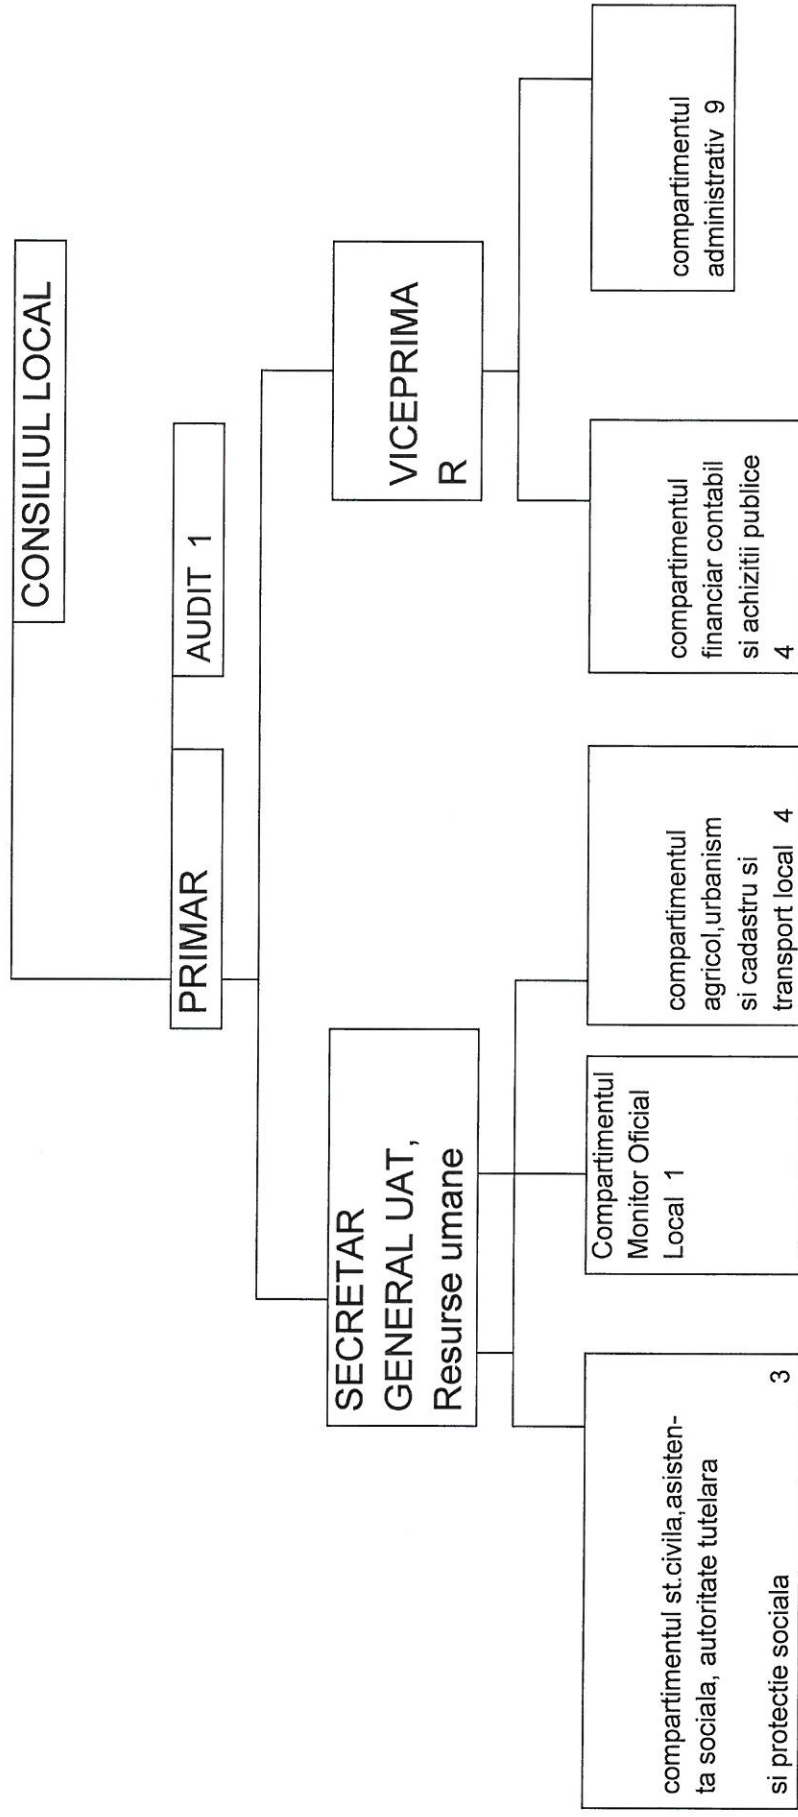 CONSILIUL LOCAL
PRIMAR
AUDIT 1
SECRETAR
GENERAL UAT,
Resurse umane
VICEPRIMA
R
compartimentul st.civila,asisten-
ta sociala, autoritate tutelara
3
si protectie sociala
Compartimentul
Monitor Oficial
Local 1
compartimentul
agricol,urbanism
si cadastru si
transport local 4
compartimentul
financiar contabil
si achizitii publice
4
compartimentul
administrativ 9